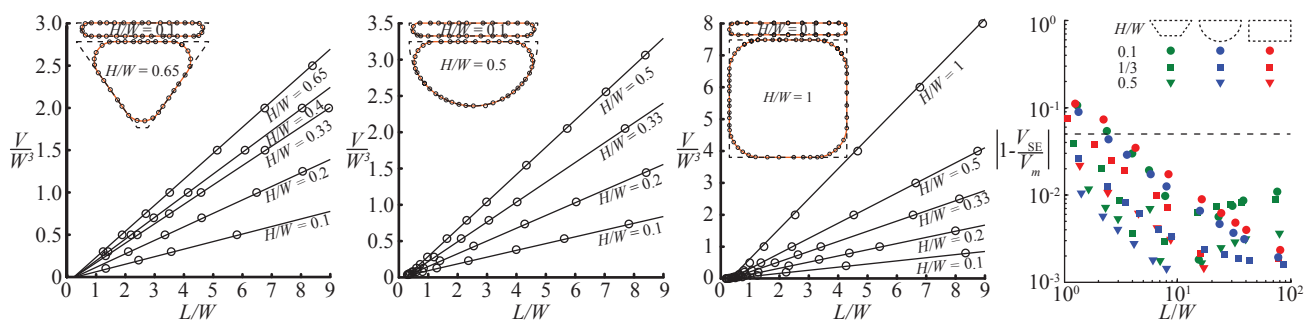 3.0
2.5
2.0
1.5
1.0
0.5
0
V
W³
H/W = 0.1
H/W = 0.65
H/W = 0.65
H/W = 0.4
H/W = 0.33
H/W = 0.2
H/W = 0.1
0 1 2 3 4 5 6 7 8 9
L/W
3.5
3.0
2.5
2.0
1.5
1.0
0.5
0
V
W³
H/W = 0.1
H/W = 0.5
H/W = 0.5
H/W = 0.33
H/W = 0.2
H/W = 0.1
0 1 2 3 4 5 6 7 8 9
L/W
8
7
6
5
4
3
2
1
0
V
W³
H/W = 0.1
H/W = 1
H/W = 1
H/W = 0.5
H/W = 0.33
H/W = 0.2
H/W = 0.1
0 1 2 3 4 5 6 7 8 9
L/W
10⁰
10⁻¹
10⁻²
10⁻³
|1-V_SE/V_m|
H/W
0.1
1/3
0.5
10⁰ 10¹ 10²
L/W